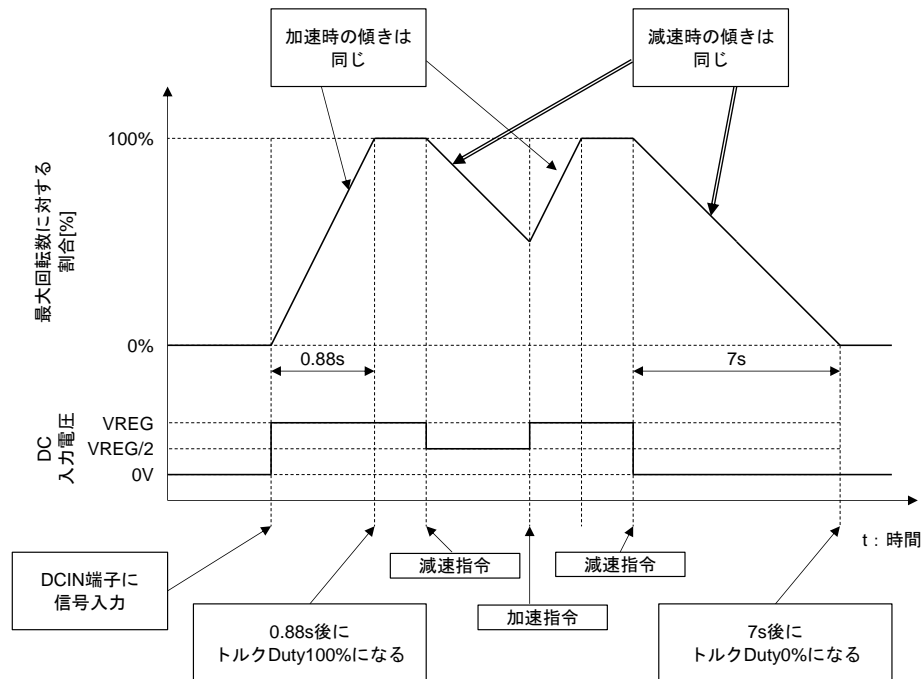 加速時の傾きは
同じ
減速時の傾きは
同じ
最大回転数に対する
割合[%]
100%
0%
0.88s
7s
DC
入力電圧
VREG
VREG/2
0V
t：時間
DCIN端子に
信号入力
減速指令
減速指令
加速指令
0.88s後に
トルクDuty100%になる
7s後に
トルクDuty0%になる